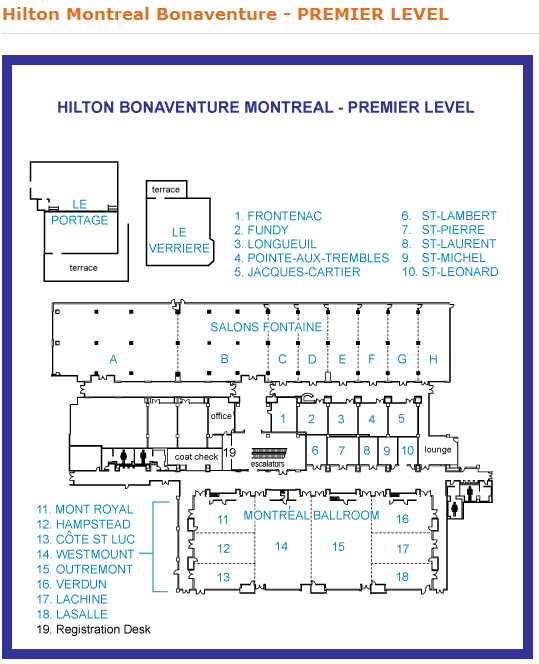 Hilton Montreal Bonaventure - PREMIER LEVEL
HILTON BONAVENTURE MONTREAL - PREMIER LEVEL
LE
PORTAGE
terrace
terrace
LE
VERRIERE
1. FRONTENAC
2. FUNDY
3. LONGUEUIL
4. POINTE-AUX-TREMBLES
5. JACQUES-CARTIER
6. ST-LAMBERT
7. ST-PIERRE
8. ST-LAURENT
9. ST-MICHEL
10. ST-LEONARD
SALONS FONTAINE
A B C D E F G H
office
1 2 3 4 5
coat check 19 escalators 6 7 8 9 10 lounge
MONTREAL BALLROOM
11 16
12 14 15 17
13 18
11. MONT ROYAL
12. HAMPSTEAD
13. CÔTE ST LUC
14. WESTMOUNT
15. OUTREMONT
16. VERDUN
17. LACHINE
18. LASALLE
19. Registration Desk